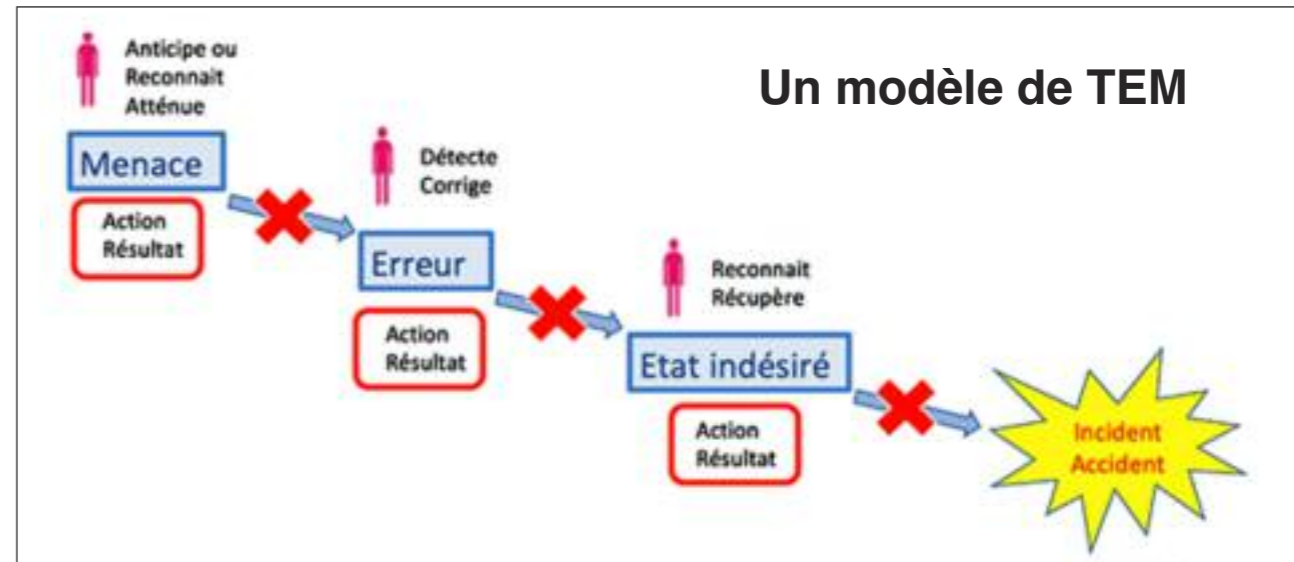 Un modèle de TEM
Anticipe ou
Reconnait
Atténue
Menace
Action
Résultat
Détecte
Corrige
Erreur
Action
Résultat
Reconnait
Récupère
Etat indésiré
Action
Résultat
Incident
Accident